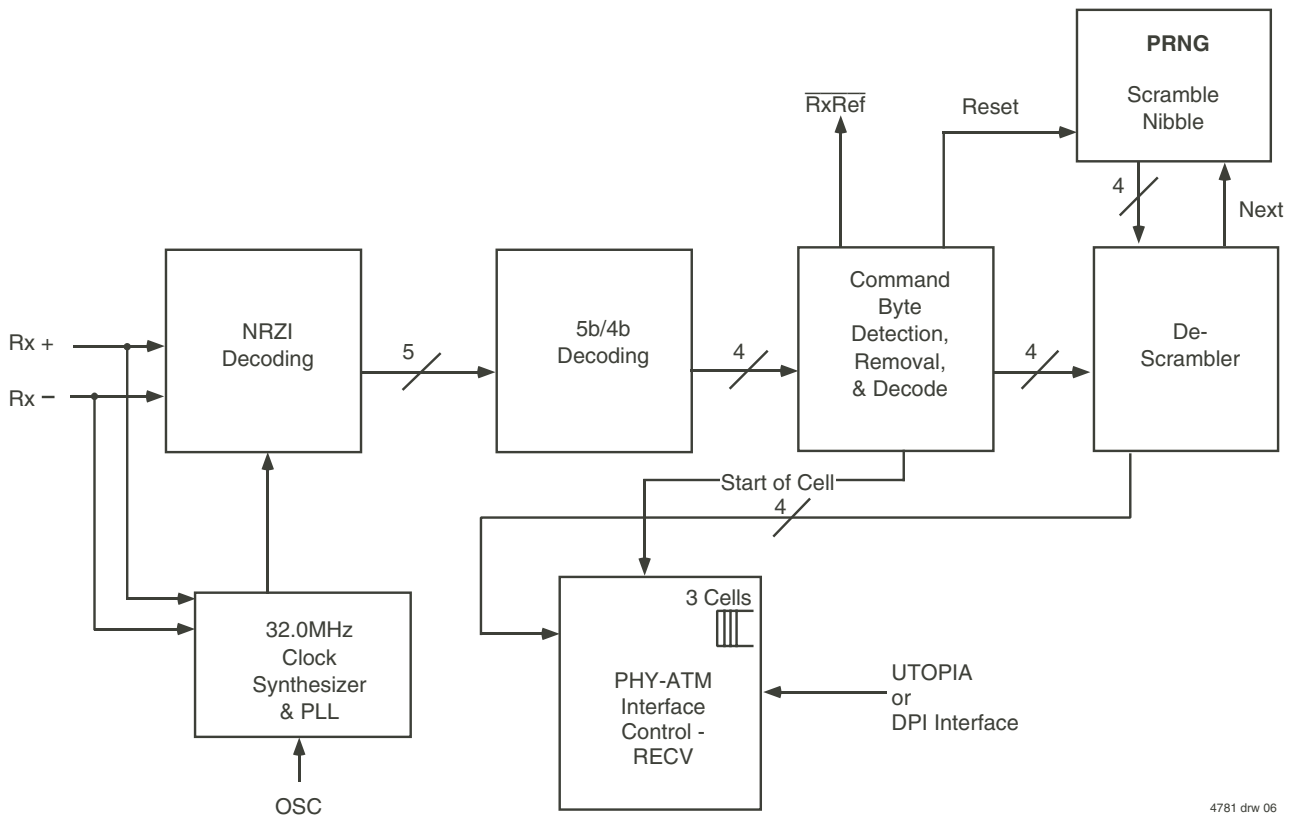 PRNG
Scramble
Nibble
RxRef
Reset
4
Next
Rx +
Rx −
NRZI
Decoding
5
5b/4b
Decoding
4
Command
Byte
Detection,
Removal,
& Decode
4
De-
Scrambler
Start of Cell
4
32.0MHz
Clock
Synthesizer
& PLL
OSC
3 Cells
PHY-ATM
Interface
Control -
RECV
UTOPIA
or
DPI Interface
4781 drw 06